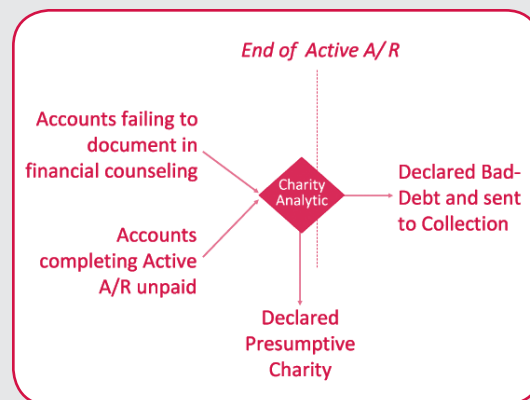 End of Active A/R
Accounts failing to
document in
financial counseling
Charity
Analytic
Declared Bad-
Debt and sent
to Collection
Accounts
completing Active
A/R unpaid
Declared
Presumptive
Charity